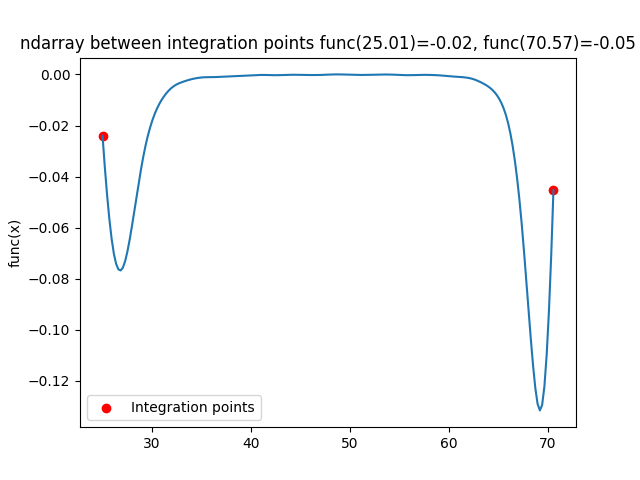 ndarray between integration points func(25.01)=-0.02, func(70.57)=-0.05
0.00
−0.02
−0.04
−0.06
−0.08
−0.10
−0.12
func(x)
Integration points
30 40 50 60 70